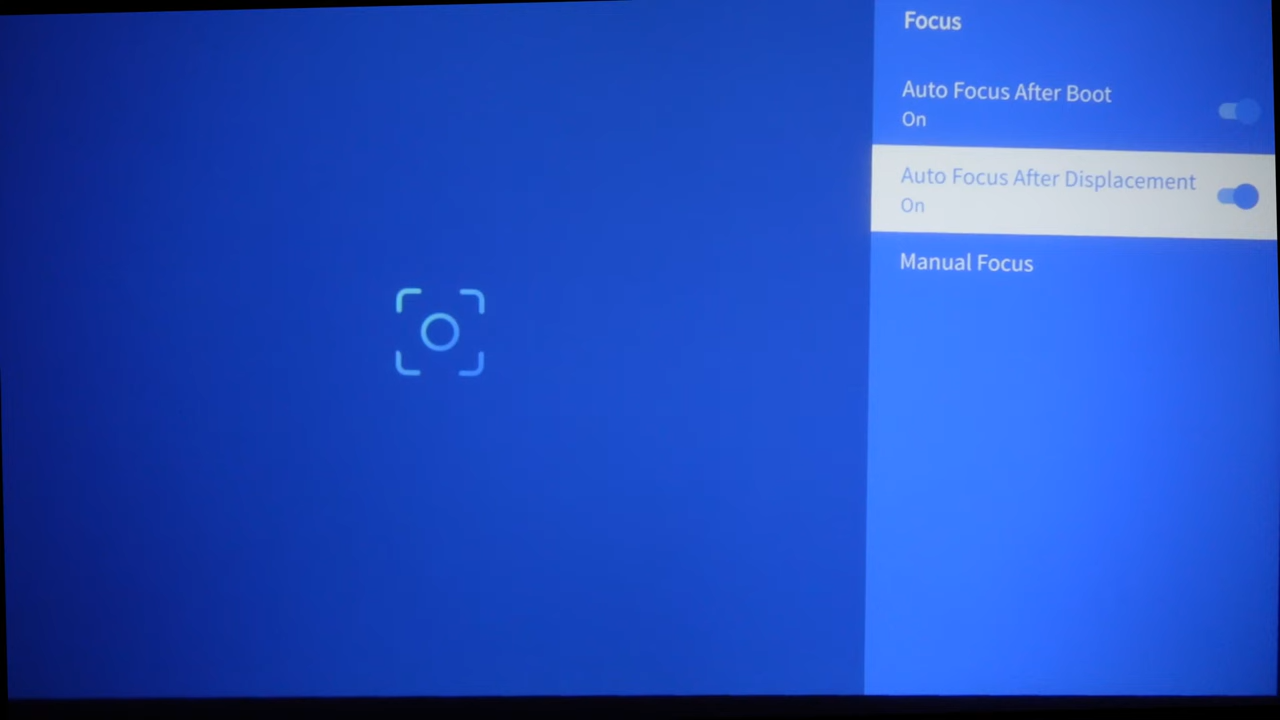 Focus
Auto Focus After Boot
On
Auto Focus After Displacement
On
Manual Focus